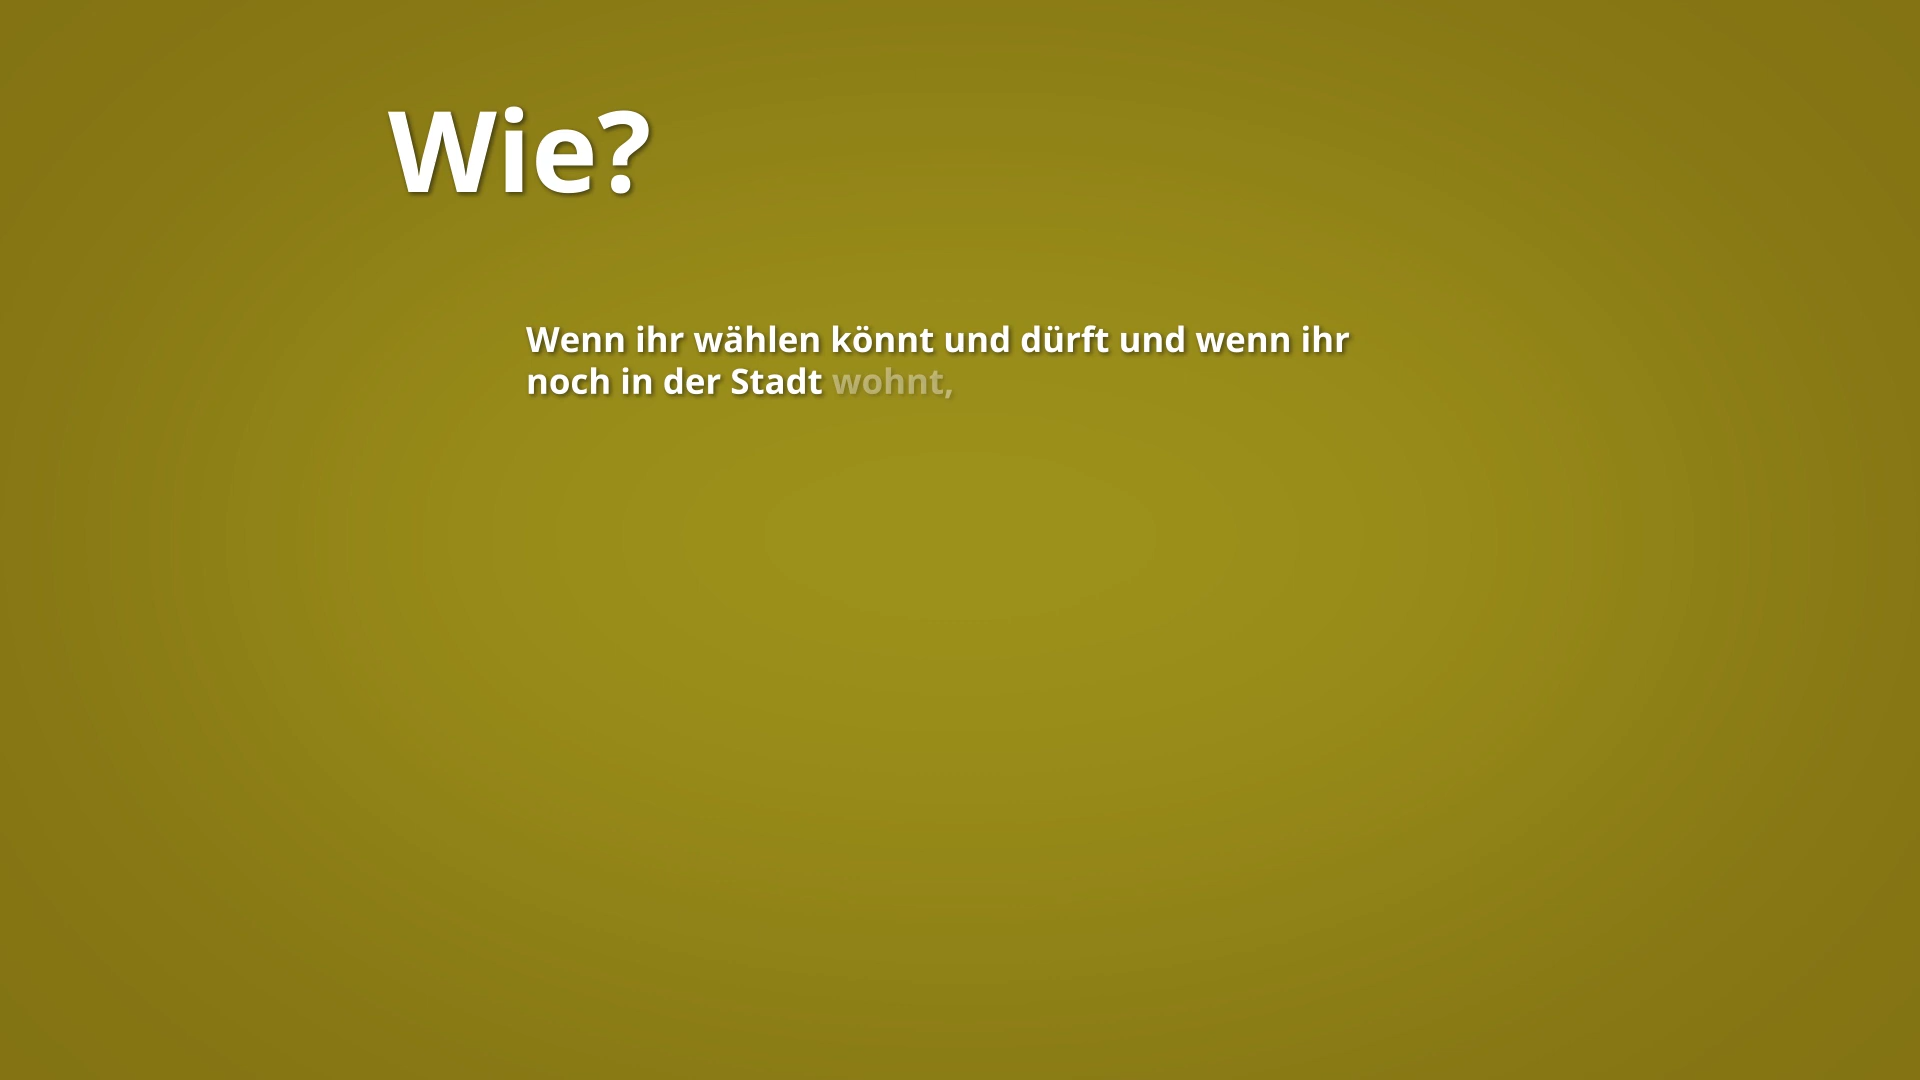 Wie?
Wenn ihr wählen könnt und dürft und wenn ihr
noch in der Stadt wohnt,